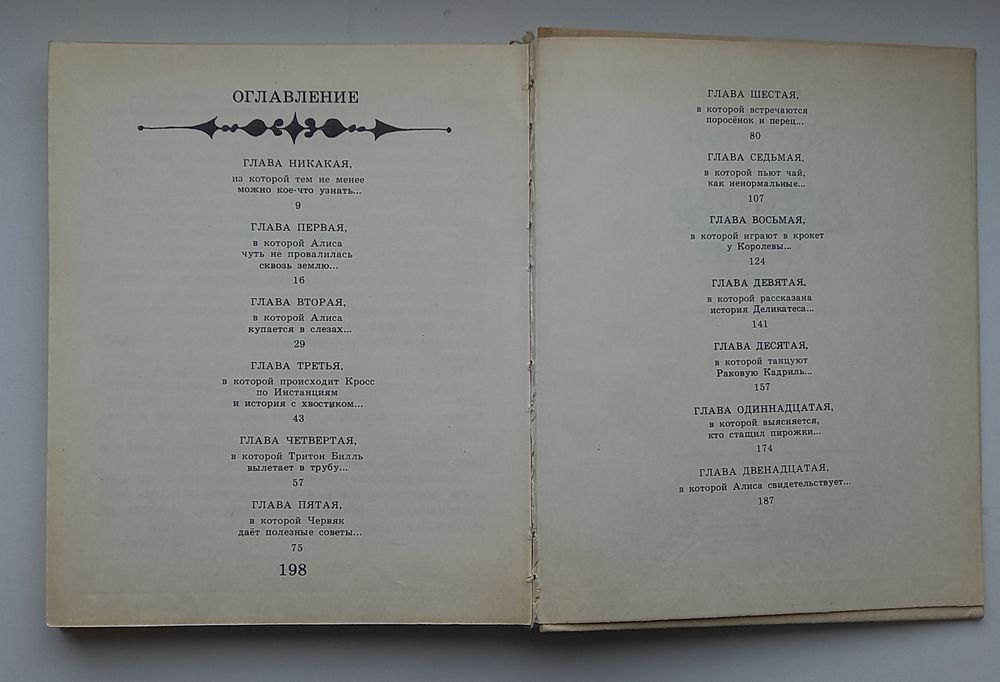 ОГЛАВЛЕНИЕ
ГЛАВА НИКАКАЯ,
из которой тем не менее
можно кое-что узнать...
9
ГЛАВА ПЕРВАЯ,
в которой Алиса
чуть не провалилась
сквозь землю...
16
ГЛАВА ВТОРАЯ,
в которой Алиса
купается в слезах...
29
ГЛАВА ТРЕТЬЯ,
в которой происходит Кросс
по Инстанциям
и история с хвостиком...
43
ГЛАВА ЧЕТВЕРТАЯ,
в которой Тритон Билль
вылетает в трубу...
57
ГЛАВА ПЯТАЯ,
в которой Червяк
даёт полезные советы...
75
198
ГЛАВА ШЕСТАЯ,
в которой встречаются
поросёнок и перец...
80
ГЛАВА СЕДЬМАЯ,
в которой пьют чай,
как ненормальные...
107
ГЛАВА ВОСЬМАЯ,
в которой играют в крокет
у Королевы...
124
ГЛАВА ДЕВЯТАЯ,
в которой рассказана
история Деликатеса...
141
ГЛАВА ДЕСЯТАЯ,
в которой танцуют
Раковую Кадриль...
157
ГЛАВА ОДИННАДЦАТАЯ,
в которой выясняется,
кто стащил пирожки...
174
ГЛАВА ДВЕНАДЦАТАЯ,
в которой Алиса свидетельствует...
187